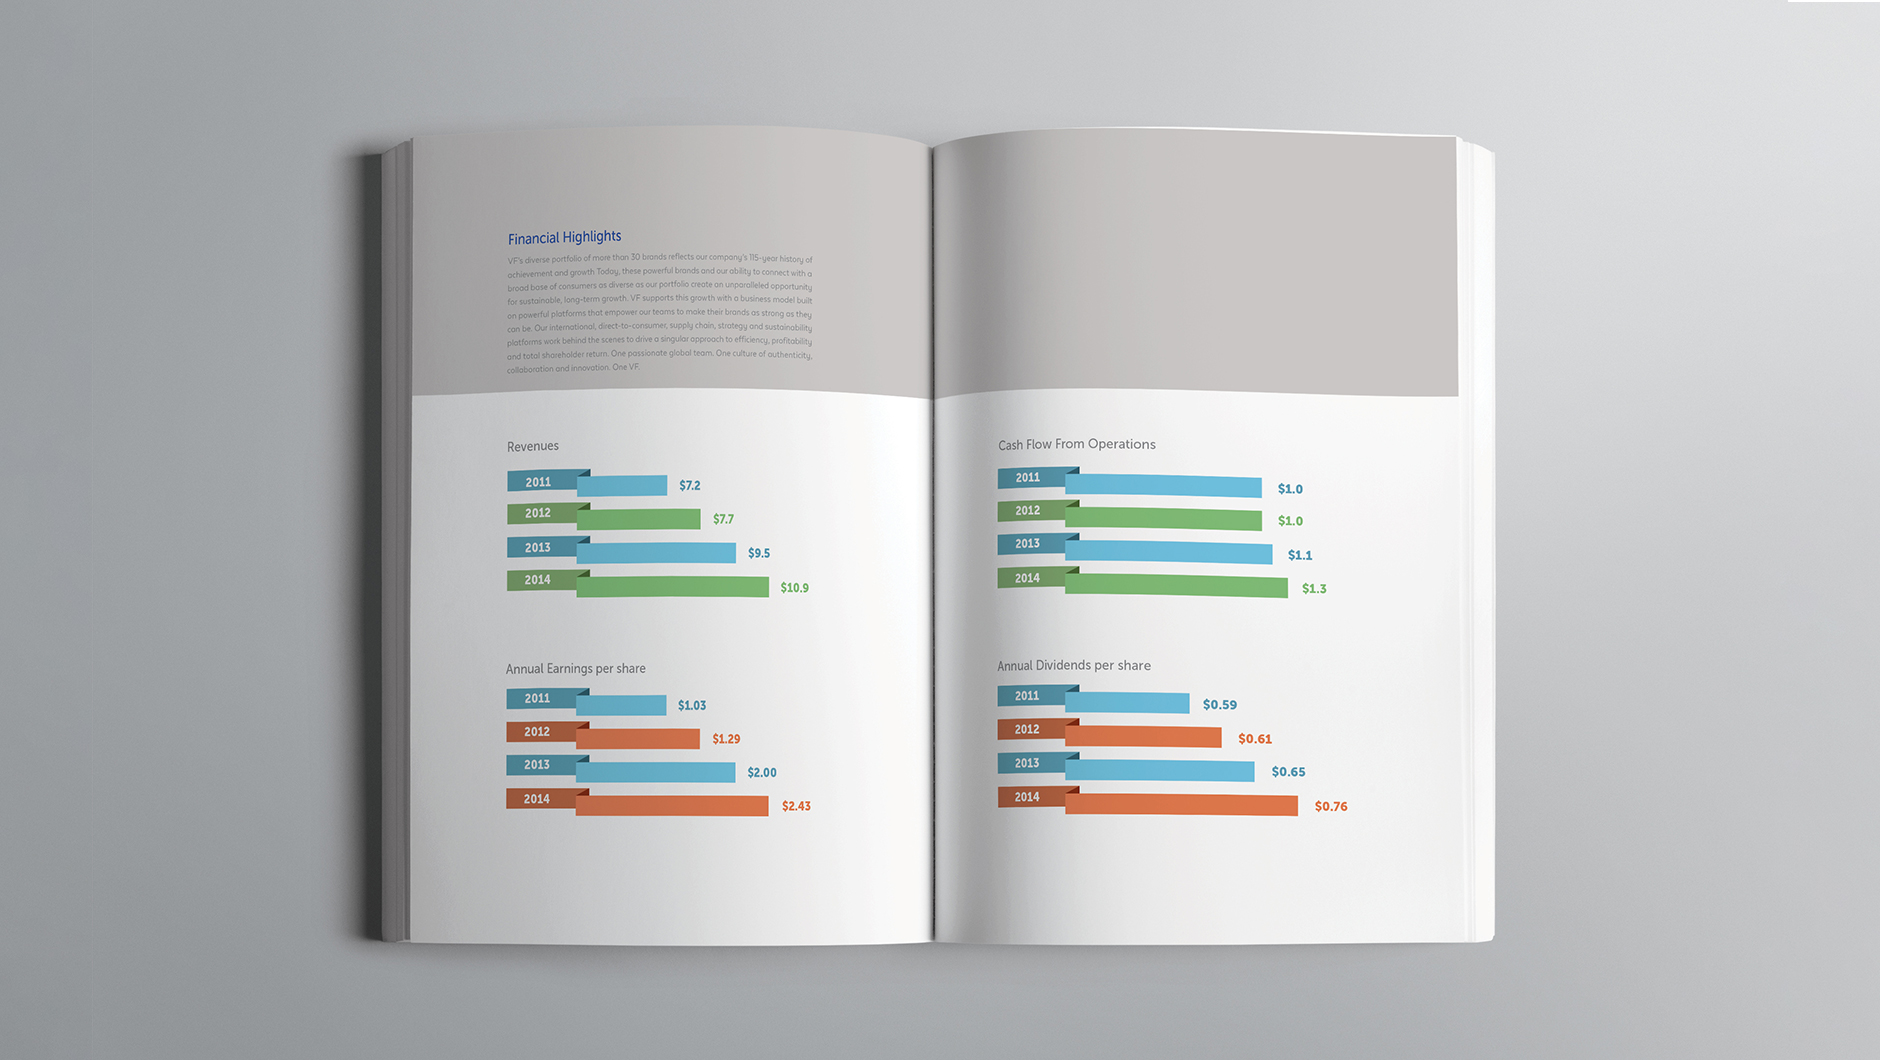 Financial Highlights
VF's diverse portfolio of more than 30 brands reflects our company's 115-year history of
achievement and growth Today, these powerful brands and our ability to connect with a
broad base of consumers as diverse as our portfolio create an unparalleled opportunity
for sustainable, long-term growth. VF supports this growth with a business model built
on powerful platforms that empower our teams to make their brands as strong as they
can be. Our international, direct-to-consumer, supply chain, strategy and sustainability
platforms work behind the scenes to drive a singular approach to efficiency, profitability
and total shareholder return. One passionate global team. One culture of authenticity,
collaboration and innovation. One VF.
Revenues
2011 $7.2
2012 $7.7
2013 $9.5
2014 $10.9
Annual Earnings per share
2011 $1.03
2012 $1.29
2013 $2.00
2014 $2.43
Cash Flow From Operations
2011 $1.0
2012 $1.0
2013 $1.1
2014 $1.3
Annual Dividends per share
2011 $0.59
2012 $0.61
2013 $0.65
2014 $0.76